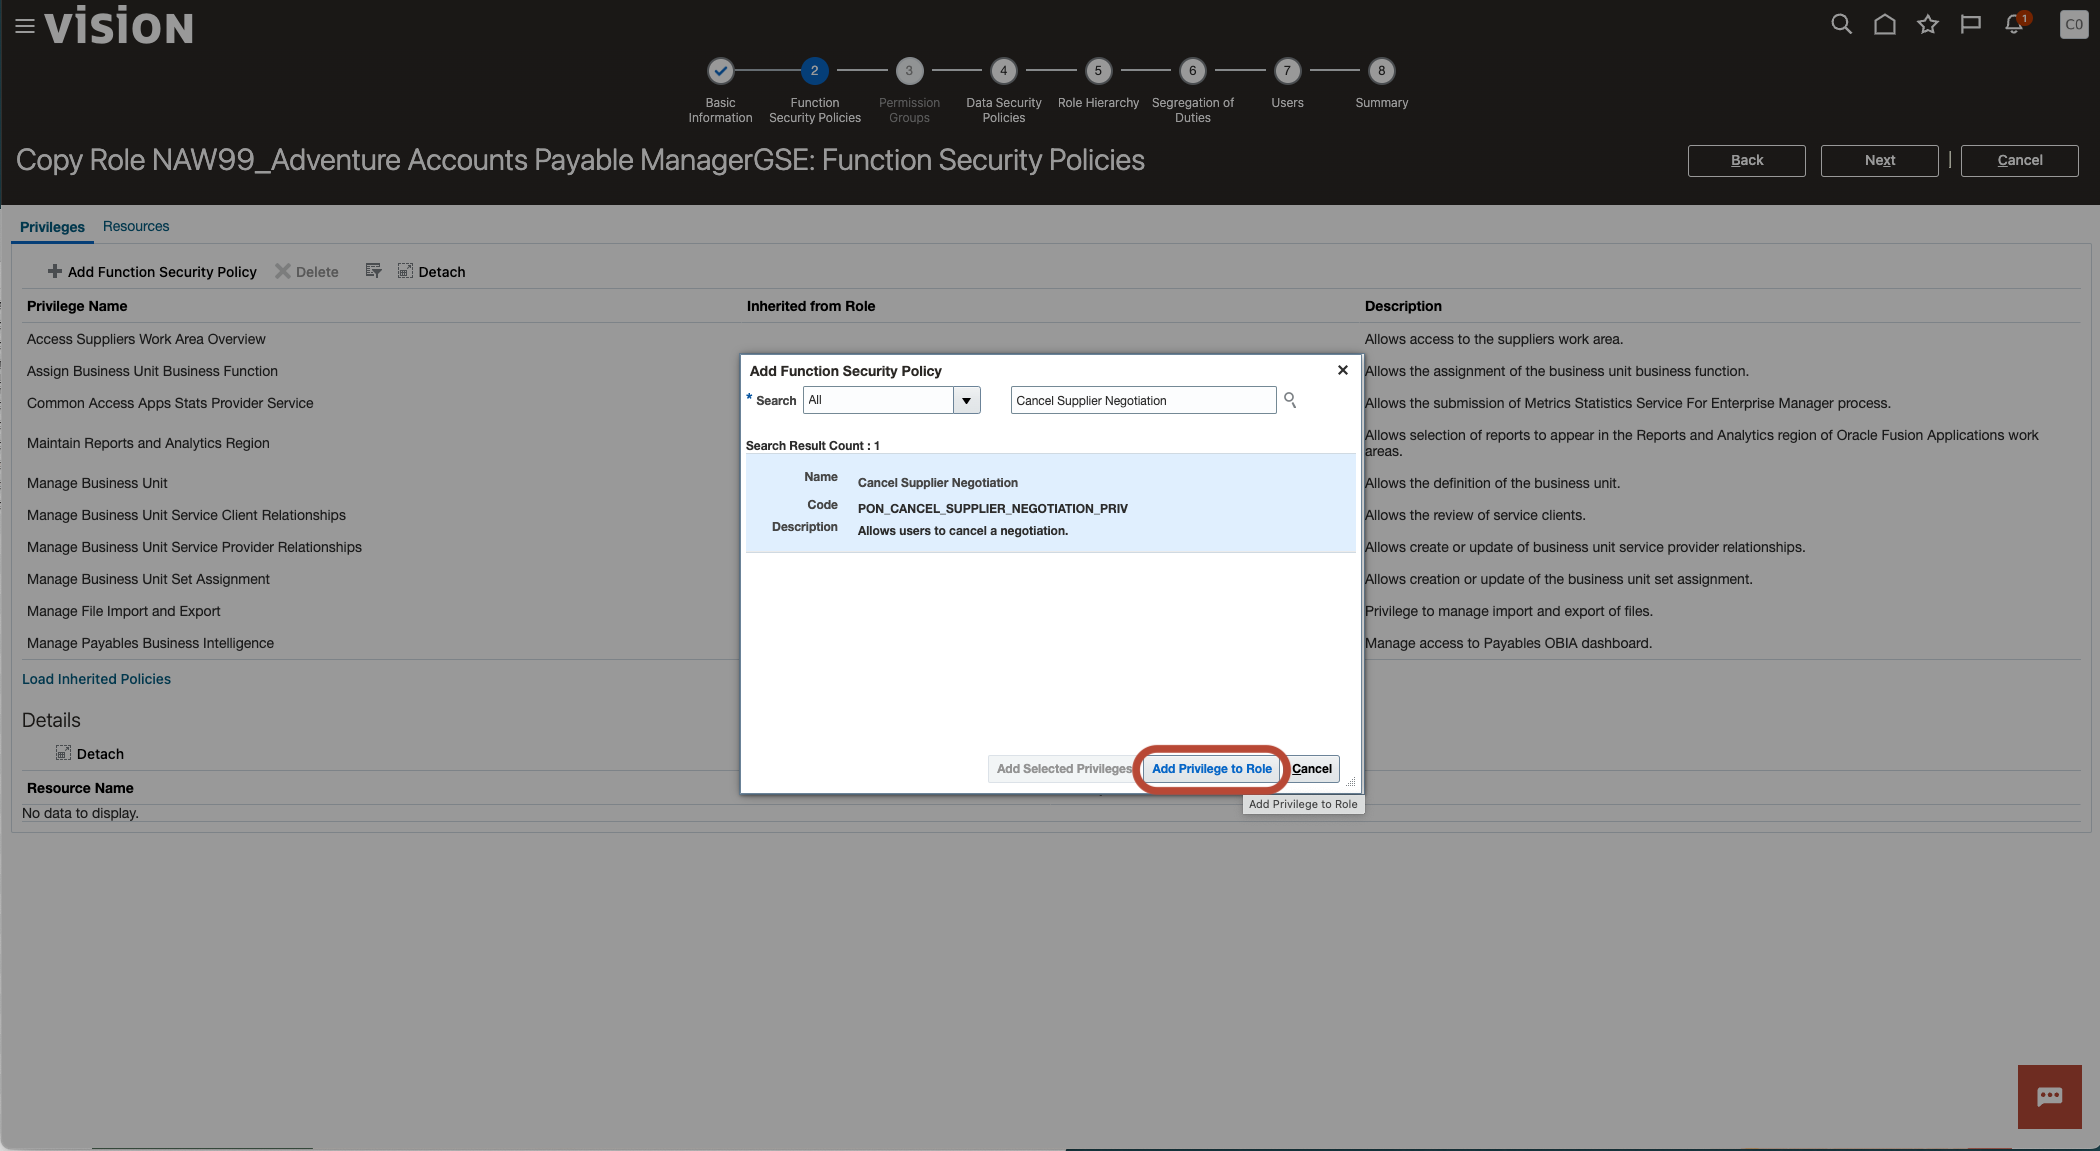 vision
1
CO
2
3
4
5
6
7
8
Basic
Information
Function
Security Policies
Permission
Groups
Data Security
Policies
Role Hierarchy
Segregation of
Duties
Users
Summary
Copy Role NAW99_Adventure Accounts Payable ManagerGSE: Function Security Policies
Back
Next
Cancel
Privileges
Resources
Add Function Security Policy
Delete
Detach
Privilege Name
Inherited from Role
Description
Access Suppliers Work Area Overview
Allows access to the suppliers work area.
Assign Business Unit Business Function
Allows the assignment of the business unit business function.
Common Access Apps Stats Provider Service
Allows the submission of Metrics Statistics Service For Enterprise Manager process.
Maintain Reports and Analytics Region
Allows selection of reports to appear in the Reports and Analytics region of Oracle Fusion Applications work
areas.
Manage Business Unit
Allows the definition of the business unit.
Manage Business Unit Service Client Relationships
Allows the review of service clients.
Manage Business Unit Service Provider Relationships
Allows create or update of business unit service provider relationships.
Manage Business Unit Set Assignment
Allows creation or update of the business unit set assignment.
Manage File Import and Export
Privilege to manage import and export of files.
Manage Payables Business Intelligence
Manage access to Payables OBIA dashboard.
Load Inherited Policies
Details
Detach
Resource Name
No data to display.
Add Function Security Policy
* Search
All
Cancel Supplier Negotiation
Search Result Count : 1
Name
Cancel Supplier Negotiation
Code
PON_CANCEL_SUPPLIER_NEGOTIATION_PRIV
Description
Allows users to cancel a negotiation.
Add Selected Privileges
Add Privilege to Role
Cancel
Add Privilege to Role